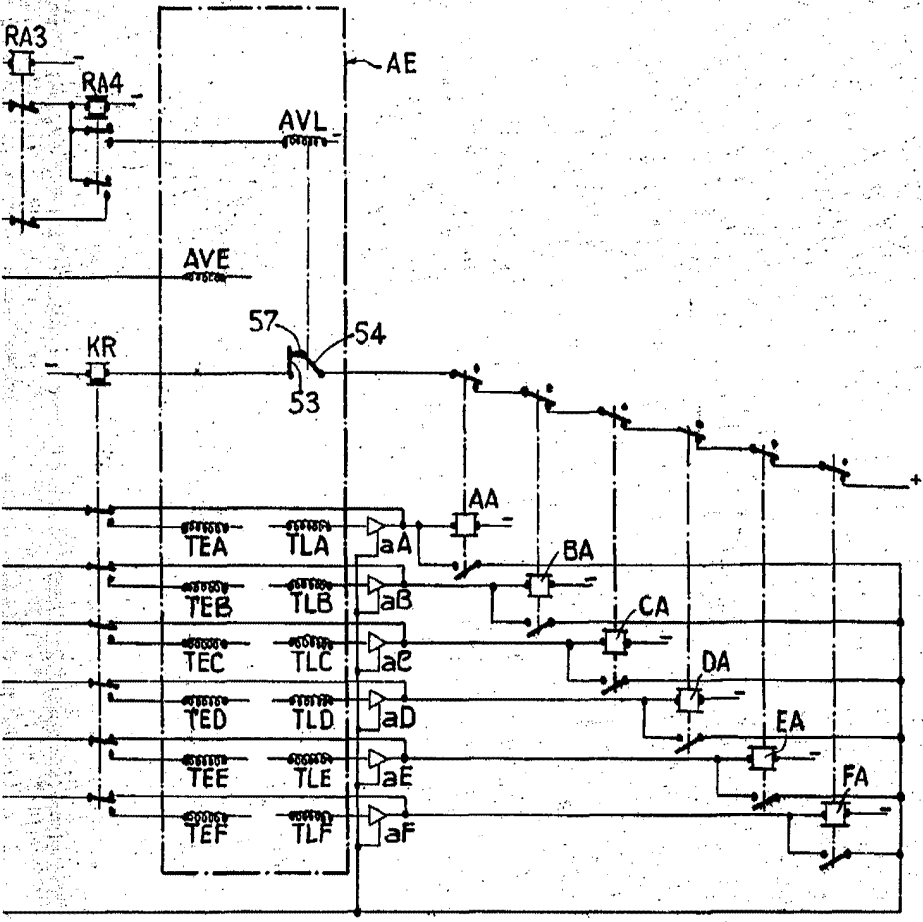 RA3
AE
RA4
AVL
AVE
57
54
KR
53
AA
TEA TLA aA
BA
TEB TLB aB
CA
TEC TLC aC
DA
TED TLD aD
EA
TEE TLE aE
FA
TEF TLF aF